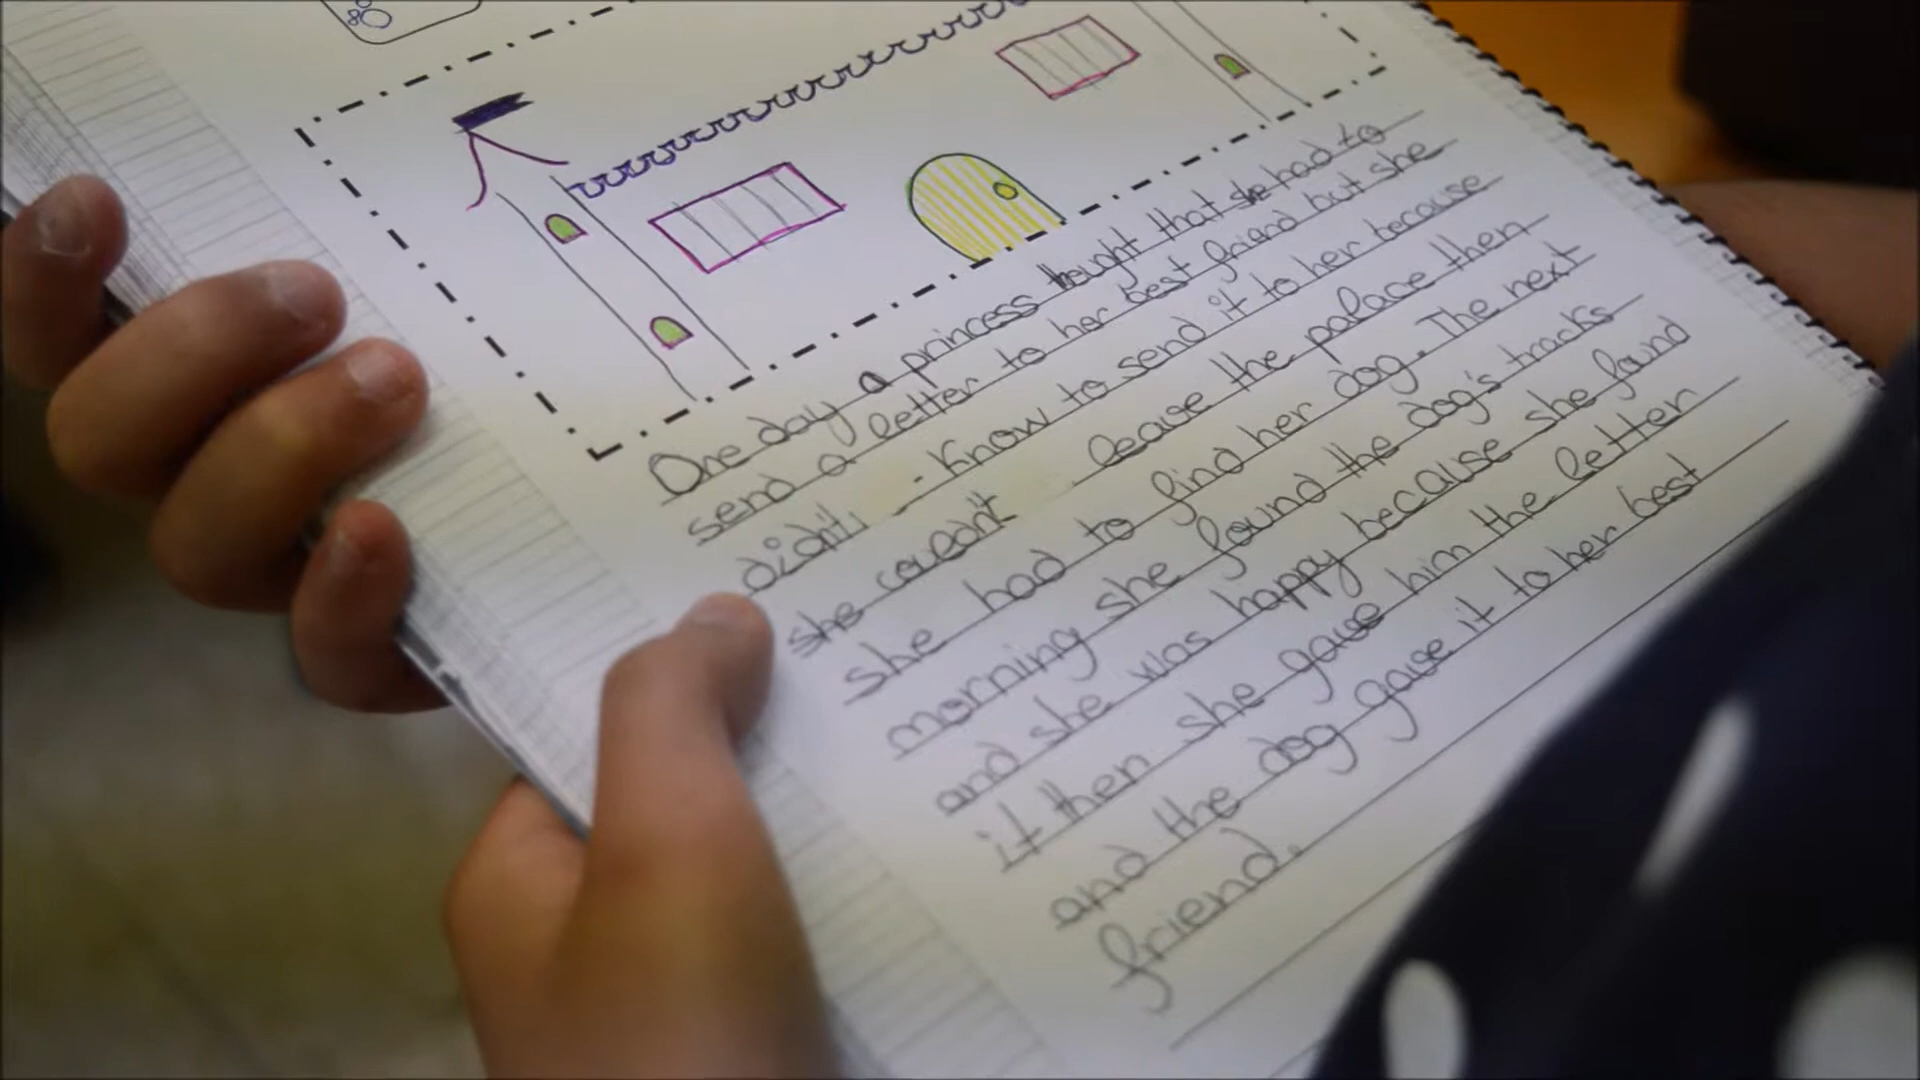 One day a princess thought that she had to
send a letter to her best friend but she
didn't know to send it to her because
she couldn't leave the palace then
she had to find her dog. The next
morning she found the dog's tracks
and she was happy because she found
it then she gave him the letter
and the dog gave it to her best
friend.